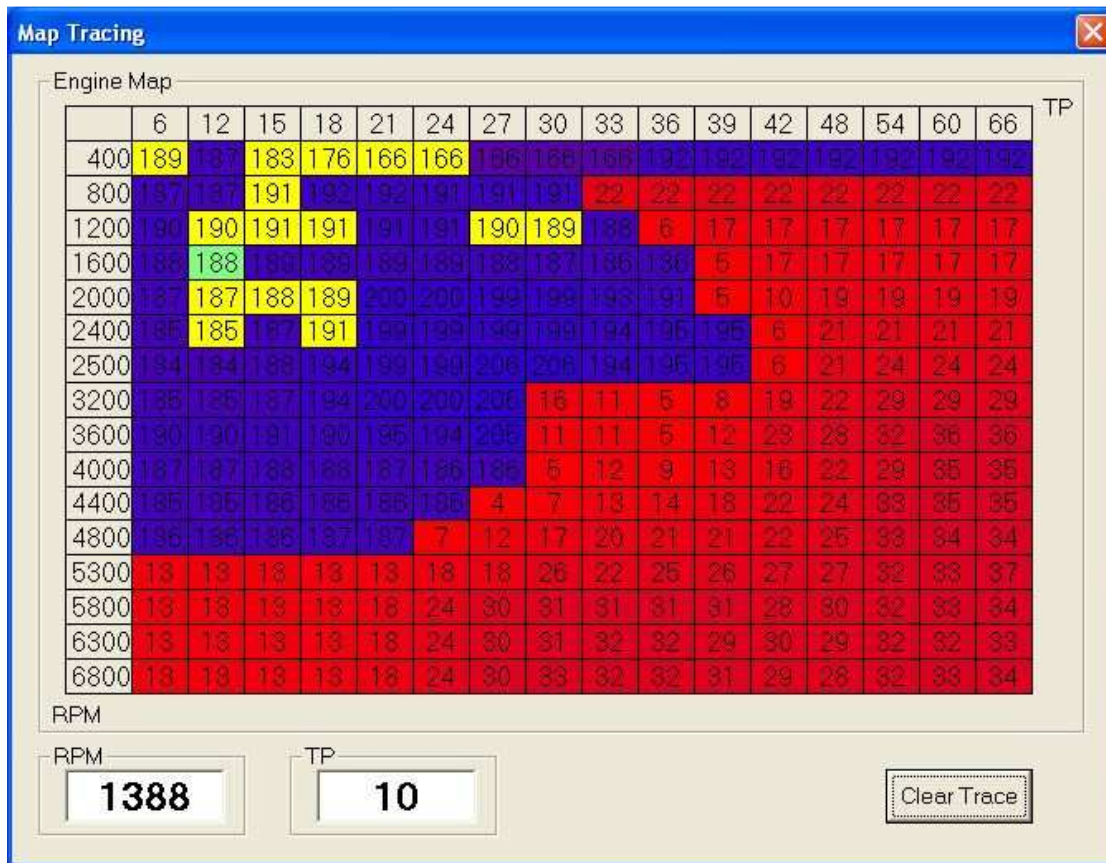 Map Tracing
Engine Map
TP
6 12 15 18 21 24 27 30 33 36 39 42 48 54 60 66
400 189 187 183 176 166 166 166 166 166 192 192 192 192 192 192 192
800 187 187 191 192 192 191 191 191 22 22 22 22 22 22 22 22
1200 190 190 191 191 191 191 190 189 188 6 17 17 17 17 17 17
1600 188 188 189 189 189 189 188 187 186 186 5 17 17 17 17 17
2000 187 187 188 189 200 200 199 199 193 191 5 10 19 19 19 19
2400 185 185 187 191 199 199 199 199 194 195 195 6 21 21 21 21
2500 184 184 188 194 199 199 206 206 194 195 195 6 21 24 24 24
3200 185 185 187 194 200 200 205 16 11 5 8 19 22 29 29 29
3600 190 190 191 190 195 194 205 11 11 5 12 23 28 32 36 36
4000 187 187 188 188 187 186 186 5 12 9 13 16 22 29 35 35
4400 185 185 186 186 186 185 4 7 13 14 18 22 24 33 35 35
4800 186 186 186 187 187 7 12 17 20 21 21 22 25 33 34 34
5300 13 13 13 13 13 18 18 26 22 25 26 27 27 32 33 37
5800 13 13 13 13 18 24 30 31 31 31 31 28 30 32 33 34
6300 13 13 13 13 18 24 30 31 32 32 29 30 29 32 32 33
6800 13 13 13 13 18 24 30 33 32 32 31 29 28 32 33 34
RPM
RPM
TP
1388
10
Clear Trace